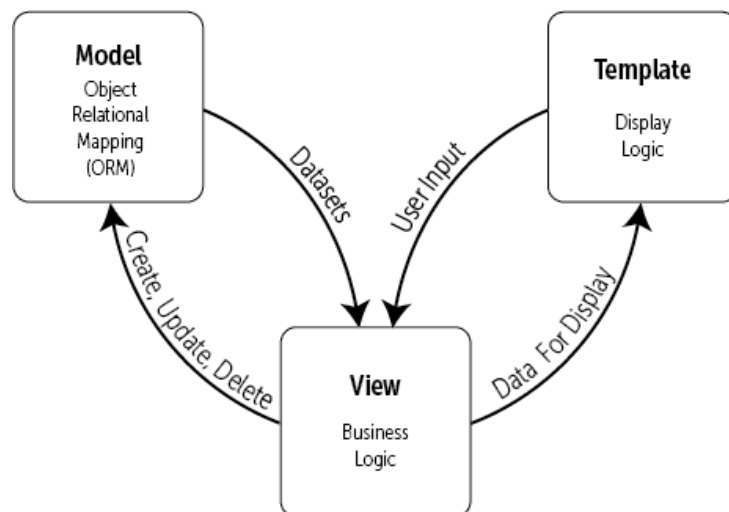 Model
Object
Relational
Mapping
(ORM)
Template
Display
Logic
Datasets
User Input
Create, Update, Delete
Data For Display
View
Business
Logic